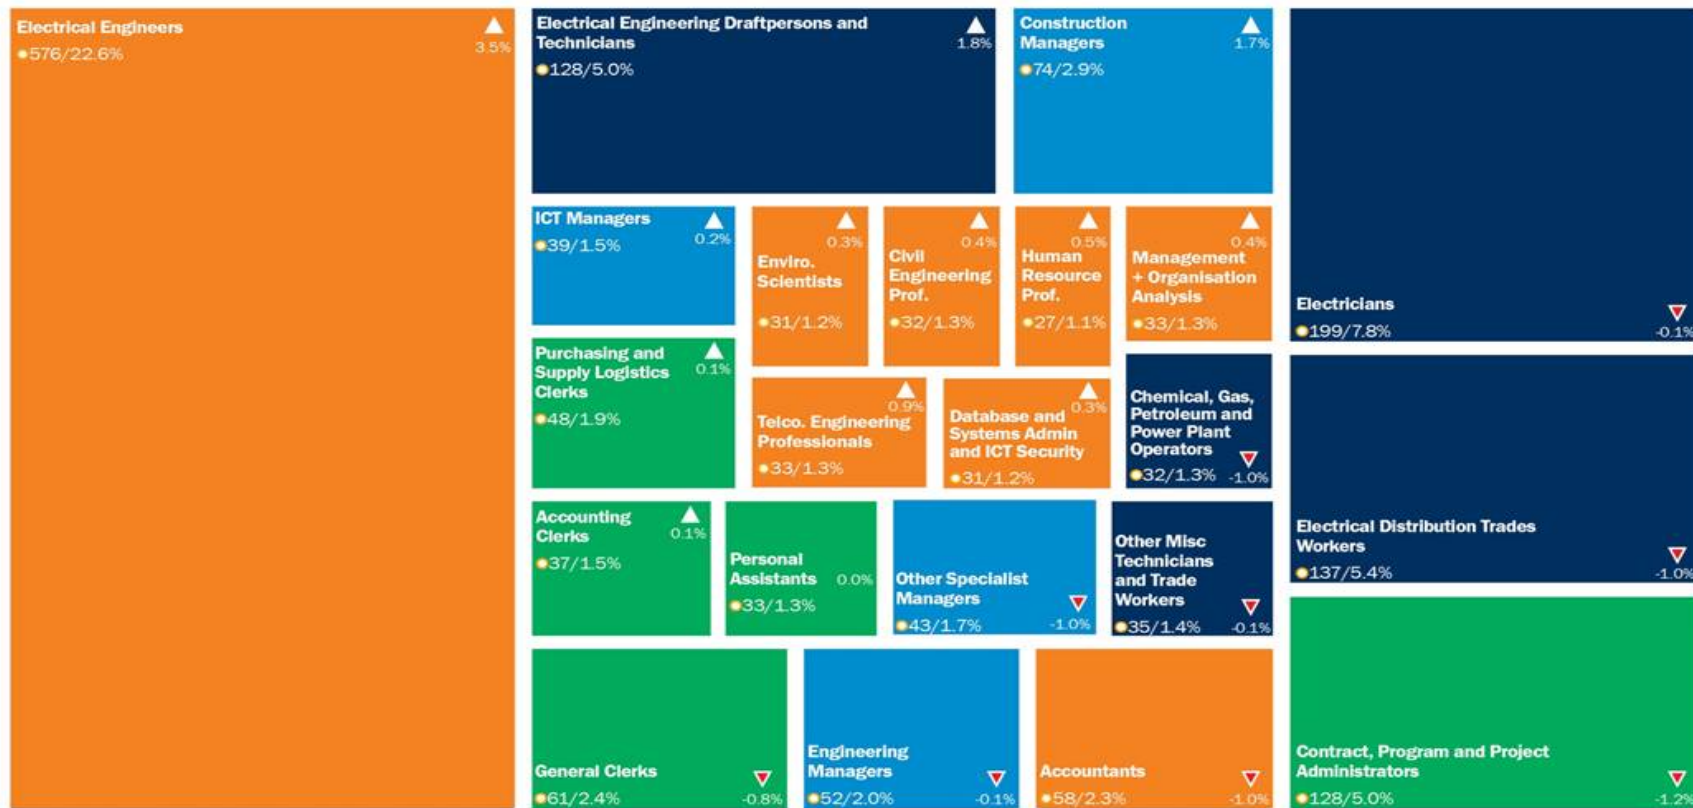 Electrical Engineers
576/22.6%
3.5%
Electrical Engineering Draftpersons and
Technicians
128/5.0%
1.8%
Construction
Managers
74/2.9%
1.7%
Electricians
199/7.8%
-0.1%
ICT Managers
39/1.5%
0.2%
Enviro.
Scientists
31/1.2%
0.3%
Civil
Engineering
Prof.
32/1.3%
0.4%
Human
Resource
Prof.
27/1.1%
0.5%
Management
+ Organisation
Analysis
33/1.3%
0.4%
Purchasing and
Supply Logistics
Clerks
48/1.9%
0.1%
Telco. Engineering
Professionals
33/1.3%
0.9%
Database and
Systems Admin
and ICT Security
31/1.2%
0.3%
Chemical, Gas,
Petroleum and
Power Plant
Operators
32/1.3%
-1.0%
Electrical Distribution Trades
Workers
137/5.4%
-1.0%
Accounting
Clerks
37/1.5%
0.1%
Personal
Assistants
33/1.3%
0.0%
Other Specialist
Managers
43/1.7%
-1.0%
Other Misc
Technicians
and Trade
Workers
35/1.4%
-0.1%
General Clerks
61/2.4%
-0.8%
Engineering
Managers
52/2.0%
-0.1%
Accountants
58/2.3%
-1.0%
Contract, Program and Project
Administrators
128/5.0%
-1.2%